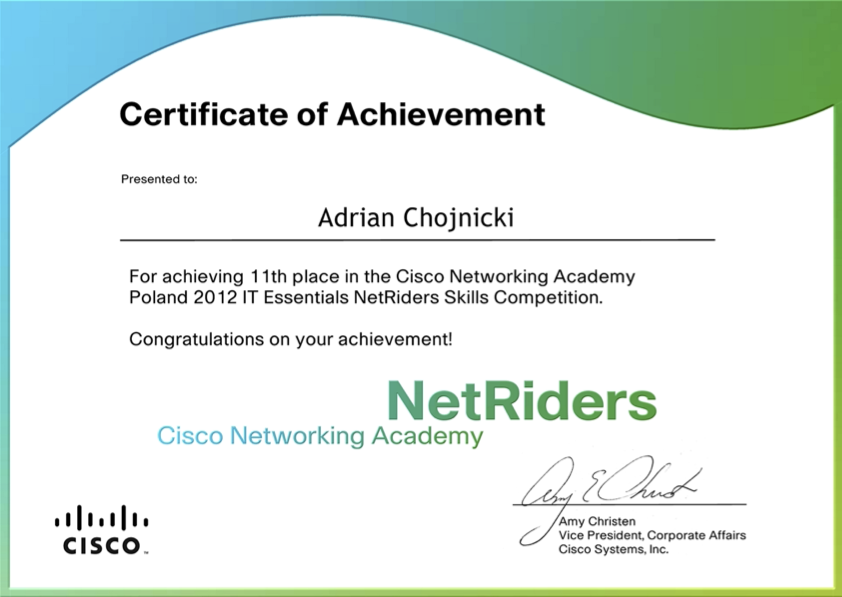 Certificate of Achievement
Presented to:
Adrian Chojnicki
For achieving 11th place in the Cisco Networking Academy
Poland 2012 IT Essentials NetRiders Skills Competition.
Congratulations on your achievement!
NetRiders
Cisco Networking Academy
Amy E Christen
Amy Christen
Vice President, Corporate Affairs
Cisco Systems, Inc.
CISCO™